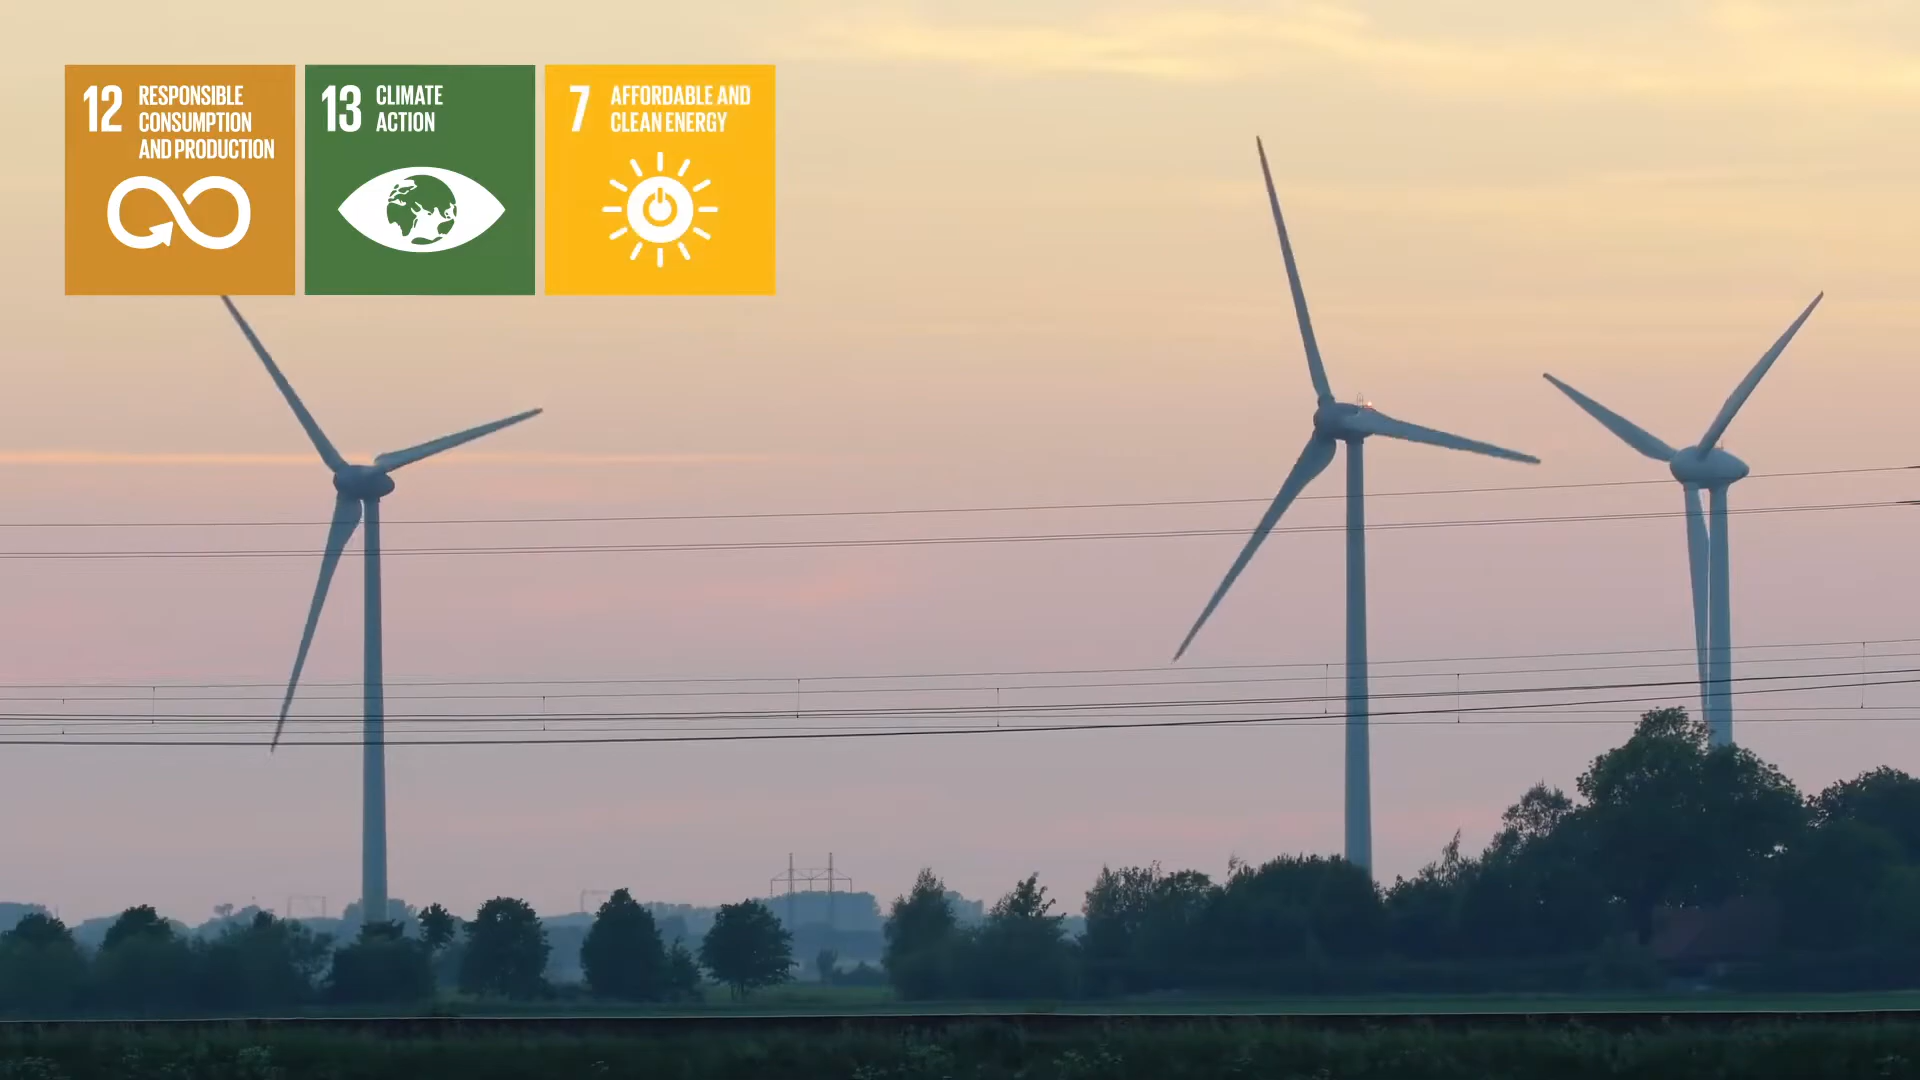 12 RESPONSIBLE
CONSUMPTION
AND PRODUCTION
13 CLIMATE
ACTION
7 AFFORDABLE AND
CLEAN ENERGY